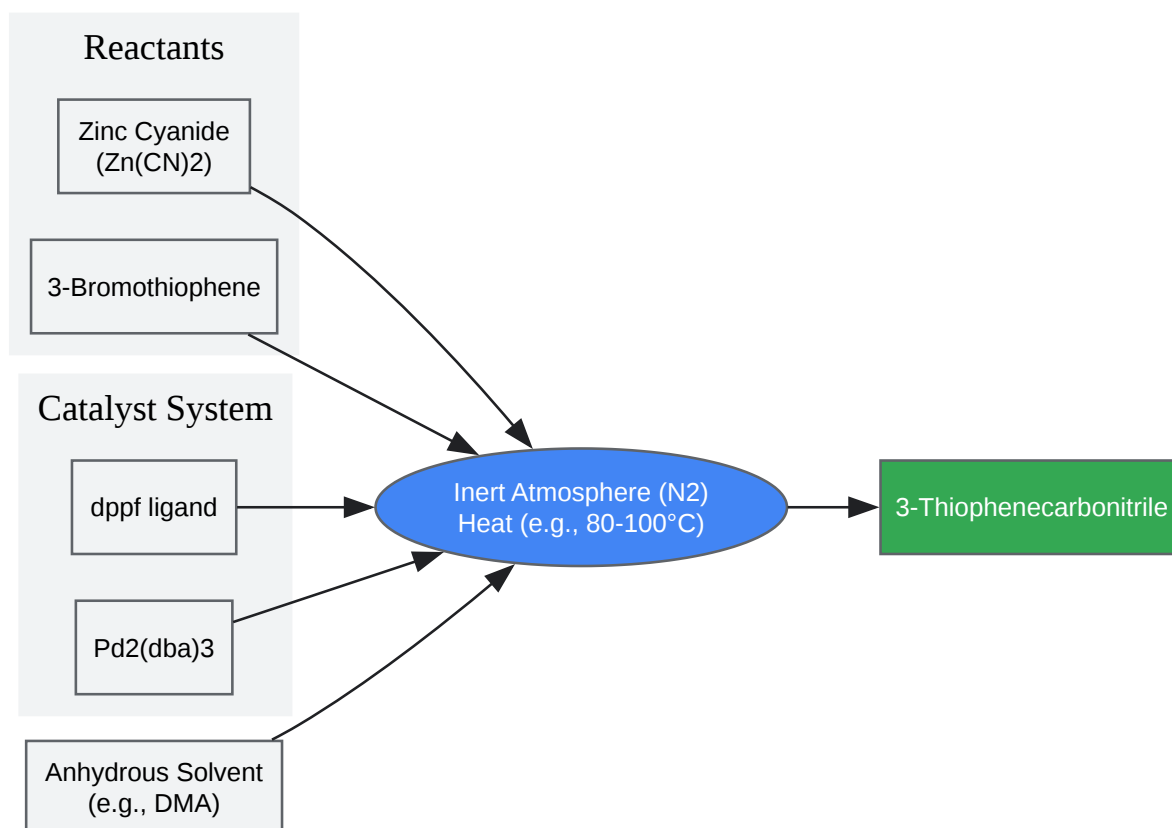 Reactants
Zinc Cyanide
(Zn(CN)2)
3-Bromothiophene
Catalyst System
dppf ligand
Pd2(dba)3
Anhydrous Solvent
(e.g., DMA)
Inert Atmosphere (N2)
Heat (e.g., 80-100°C)
3-Thiophenecarbonitrile